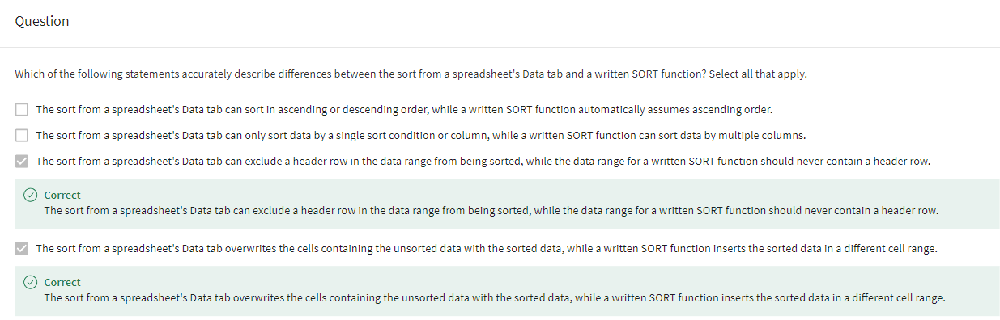 Question
Which of the following statements accurately describe differences between the sort from a spreadsheet's Data tab and a written SORT function? Select all that apply.
The sort from a spreadsheet's Data tab can sort in ascending or descending order, while a written SORT function automatically assumes ascending order.
The sort from a spreadsheet's Data tab can only sort data by a single sort condition or column, while a written SORT function can sort data by multiple columns.
The sort from a spreadsheet's Data tab can exclude a header row in the data range from being sorted, while the data range for a written SORT function should never contain a header row.
Correct
The sort from a spreadsheet's Data tab can exclude a header row in the data range from being sorted, while the data range for a written SORT function should never contain a header row.
The sort from a spreadsheet's Data tab overwrites the cells containing the unsorted data with the sorted data, while a written SORT function inserts the sorted data in a different cell range.
Correct
The sort from a spreadsheet's Data tab overwrites the cells containing the unsorted data with the sorted data, while a written SORT function inserts the sorted data in a different cell range.